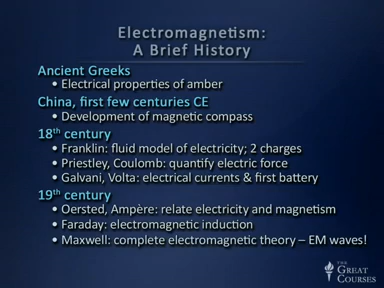 Electromagnetism:
A Brief History
Ancient Greeks
• Electrical properties of amber
China, first few centuries CE
• Development of magnetic compass
18th century
• Franklin: fluid model of electricity; 2 charges
• Priestley, Coulomb: quantify electric force
• Galvani, Volta: electrical currents & first battery
19th century
• Oersted, Ampère: relate electricity and magnetism
• Faraday: electromagnetic induction
• Maxwell: complete electromagnetic theory – EM waves!
THE
GREAT
COURSES